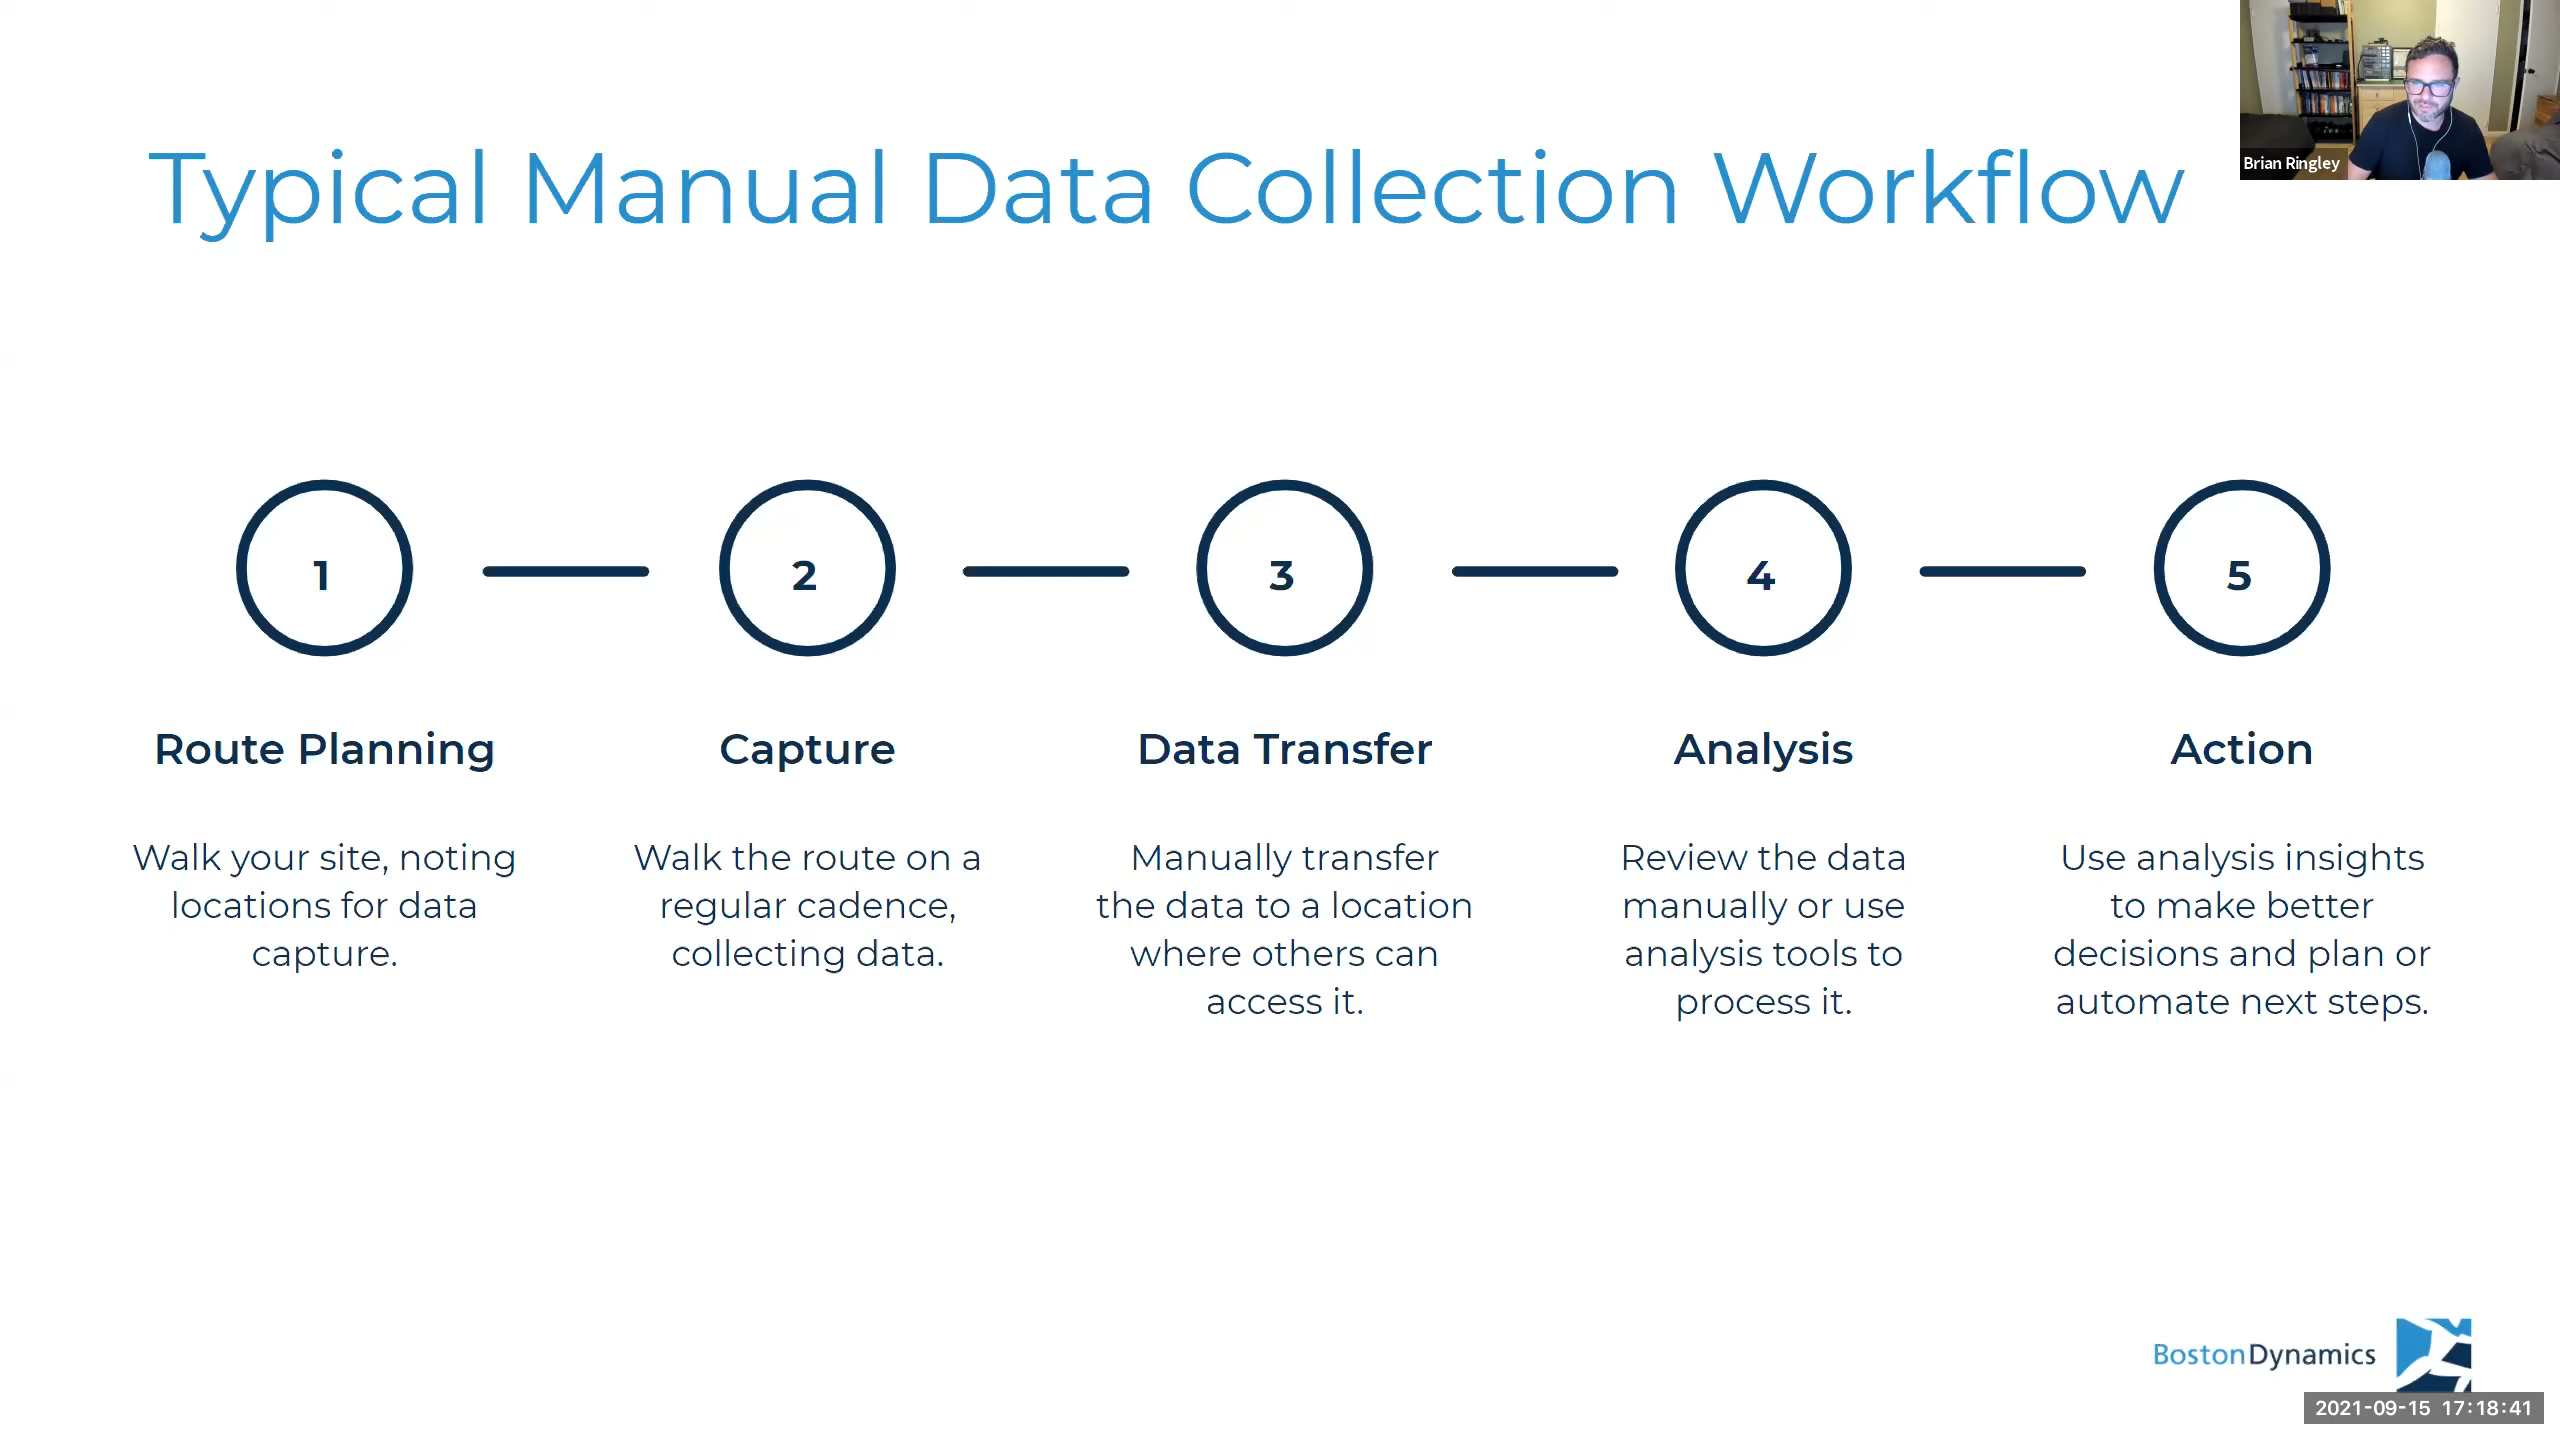 Brian Ringley
Typical Manual Data Collection Workflow
1
2
3
4
5
Route Planning
Walk your site, noting
locations for data
capture.
Capture
Walk the route on a
regular cadence,
collecting data.
Data Transfer
Manually transfer
the data to a location
where others can
access it.
Analysis
Review the data
manually or use
analysis tools to
process it.
Action
Use analysis insights
to make better
decisions and plan or
automate next steps.
BostonDynamics
2021-09-15 17:18:41